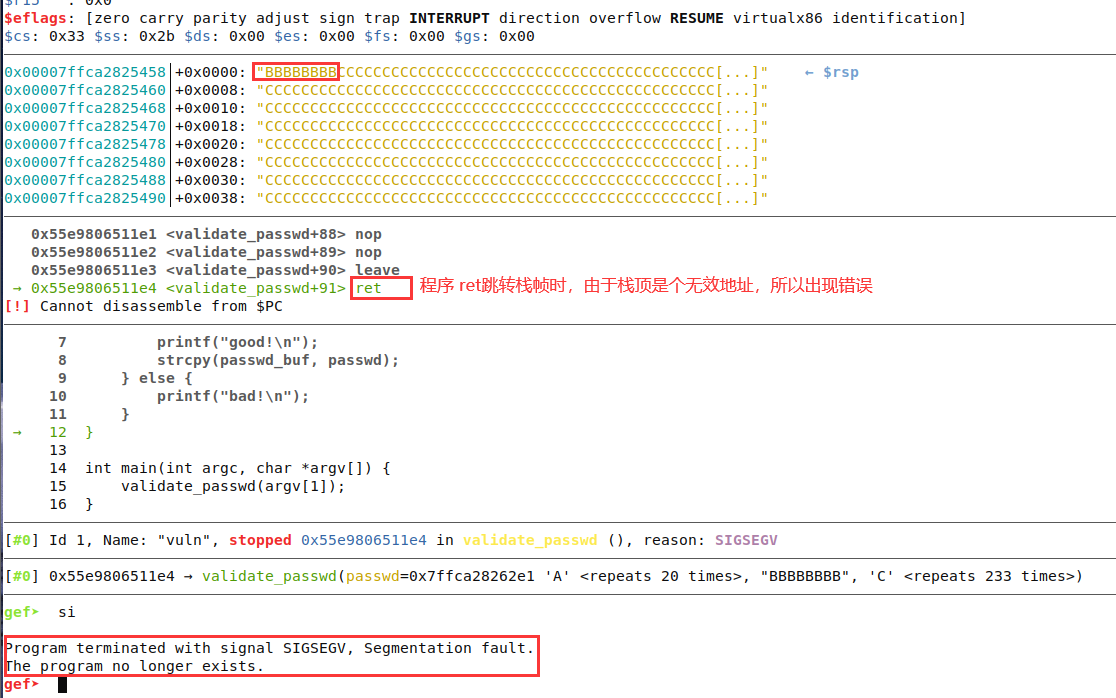 $r15   : 0x0
$eflags: [zero carry parity adjust sign trap INTERRUPT direction overflow RESUME virtualx86 identification]
$cs: 0x33 $ss: 0x2b $ds: 0x00 $es: 0x00 $fs: 0x00 $gs: 0x00
0x00007ffca2825458│+0x0000: "BBBBBBBBCCCCCCCCCCCCCCCCCCCCCCCCCCCCCCCCCCCCCCCCCC[...]"    ← $rsp
0x00007ffca2825460│+0x0008: "CCCCCCCCCCCCCCCCCCCCCCCCCCCCCCCCCCCCCCCCCCCCCCCCCC[...]"
0x00007ffca2825468│+0x0010: "CCCCCCCCCCCCCCCCCCCCCCCCCCCCCCCCCCCCCCCCCCCCCCCCCC[...]"
0x00007ffca2825470│+0x0018: "CCCCCCCCCCCCCCCCCCCCCCCCCCCCCCCCCCCCCCCCCCCCCCCCCC[...]"
0x00007ffca2825478│+0x0020: "CCCCCCCCCCCCCCCCCCCCCCCCCCCCCCCCCCCCCCCCCCCCCCCCCC[...]"
0x00007ffca2825480│+0x0028: "CCCCCCCCCCCCCCCCCCCCCCCCCCCCCCCCCCCCCCCCCCCCCCCCCC[...]"
0x00007ffca2825488│+0x0030: "CCCCCCCCCCCCCCCCCCCCCCCCCCCCCCCCCCCCCCCCCCCCCCCCCC[...]"
0x00007ffca2825490│+0x0038: "CCCCCCCCCCCCCCCCCCCCCCCCCCCCCCCCCCCCCCCCCCCCCCCCCC[...]"
0x55e9806511e1 <validate_passwd+88> nop
0x55e9806511e2 <validate_passwd+89> nop
0x55e9806511e3 <validate_passwd+90> leave
→ 0x55e9806511e4 <validate_passwd+91> ret 程序 ret跳转栈帧时，由于栈顶是个无效地址，所以出现错误
[!] Cannot disassemble from $PC
7          printf("good!\n");
8          strcpy(passwd_buf, passwd);
9      } else {
10          printf("bad!\n");
11      }
→   12  }
13
14  int main(int argc, char *argv[]) {
15      validate_passwd(argv[1]);
16  }
[#0] Id 1, Name: "vuln", stopped 0x55e9806511e4 in validate_passwd (), reason: SIGSEGV
[#0] 0x55e9806511e4 → validate_passwd(passwd=0x7ffca28262e1 'A' <repeats 20 times>, "BBBBBBBB", 'C' <repeats 233 times>)
gef➤  si
Program terminated with signal SIGSEGV, Segmentation fault.
The program no longer exists.
gef➤